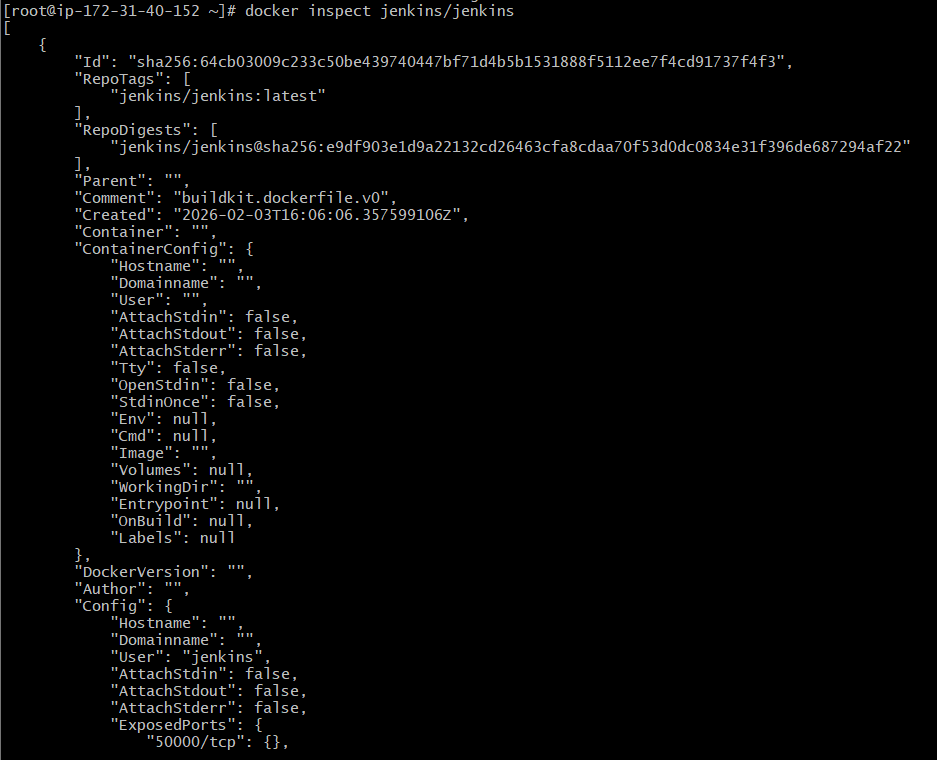 [root@ip-172-31-40-152 ~]# docker inspect jenkins/jenkins
[
    {
        "Id": "sha256:64cb03009c233c50be439740447bf71d4b5b1531888f5112ee7f4cd91737f4f3",
        "RepoTags": [
            "jenkins/jenkins:latest"
        ],
        "RepoDigests": [
            "jenkins/jenkins@sha256:e9df903e1d9a22132cd26463cfa8cdaa70f53d0dc0834e31f396de687294af22"
        ],
        "Parent": "",
        "Comment": "buildkit.dockerfile.v0",
        "Created": "2026-02-03T16:06:06.357599106Z",
        "Container": "",
        "ContainerConfig": {
            "Hostname": "",
            "Domainname": "",
            "User": "",
            "AttachStdin": false,
            "AttachStdout": false,
            "AttachStderr": false,
            "Tty": false,
            "OpenStdin": false,
            "StdinOnce": false,
            "Env": null,
            "Cmd": null,
            "Image": "",
            "Volumes": null,
            "WorkingDir": "",
            "Entrypoint": null,
            "OnBuild": null,
            "Labels": null
        },
        "DockerVersion": "",
        "Author": "",
        "Config": {
            "Hostname": "",
            "Domainname": "",
            "User": "jenkins",
            "AttachStdin": false,
            "AttachStdout": false,
            "AttachStderr": false,
            "ExposedPorts": {
                "50000/tcp": {},